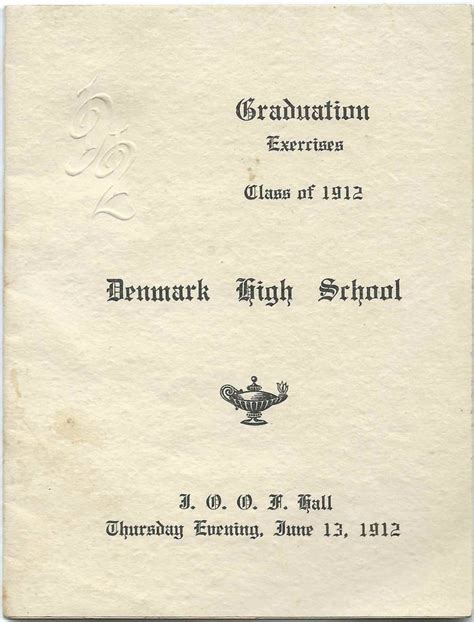 1912
Graduation
Exercises
Class of 1912
Denmark High School
I. O. O. F. Hall
Thursday Evening, June 13, 1912